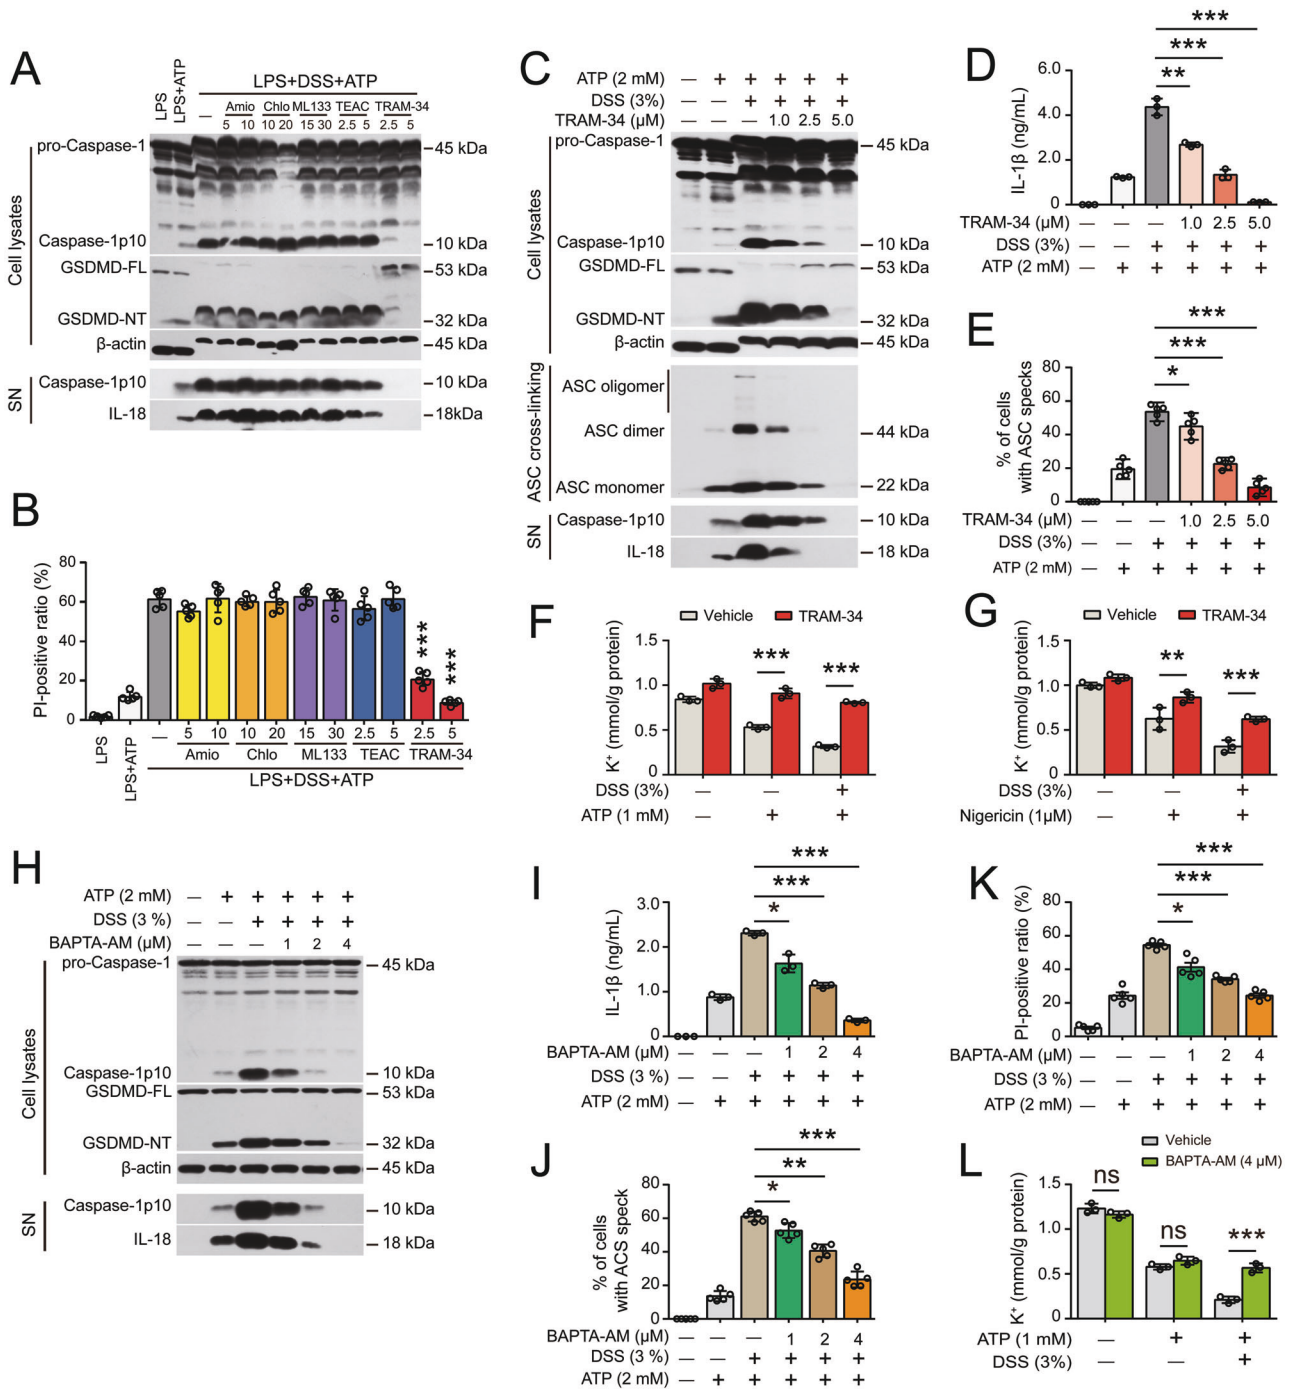 A
LPS
LPS+ATP
LPS+DSS+ATP
— Amio Chlo ML133 TEAC TRAM-34
5 10 10 20 15 30 2.5 5 2.5 5
Cell lysates
pro-Caspase-1 – 45 kDa
Caspase-1p10 – 10 kDa
GSDMD-FL – 53 kDa
GSDMD-NT – 32 kDa
β-actin – 45 kDa
SN
Caspase-1p10 – 10 kDa
IL-18 – 18kDa
B
PI-positive ratio (%)
80
60
40
20
0
*** ***
LPS
LPS+ATP
— 5 10 10 20 15 30 2.5 5 2.5 5
Amio Chlo ML133 TEAC TRAM-34
LPS+DSS+ATP
C
ATP (2 mM) — + + + + +
DSS (3%) — — + + + +
TRAM-34 (μM) — — — 1.0 2.5 5.0
Cell lysates
pro-Caspase-1 – 45 kDa
Caspase-1p10 – 10 kDa
GSDMD-FL – 53 kDa
GSDMD-NT – 32 kDa
β-actin – 45 kDa
ASC cross-linking
ASC oligomer
ASC dimer – 44 kDa
ASC monomer – 22 kDa
SN
Caspase-1p10 – 10 kDa
IL-18 – 18 kDa
D
***
***
**
IL-1β (ng/mL)
6.0
4.0
2.0
0
TRAM-34 (μM) — — — 1.0 2.5 5.0
DSS (3%) — — + + + +
ATP (2 mM) — + + + + +
E
***
***
*
% of cells
with ASC specks
80
60
40
20
0
TRAM-34 (μM) — — — 1.0 2.5 5.0
DSS (3%) — — + + + +
ATP (2 mM) — + + + + +
F
Vehicle TRAM-34
K⁺ (mmol/g protein)
1.5
1.0
0.5
0
*** ***
DSS (3%) +
ATP (1 mM) — + +
G
Vehicle TRAM-34
K⁺ (mmol/g protein)
1.5
1.0
0.5
0
** ***
DSS (3%) +
Nigericin (1μM) — + +
H
ATP (2 mM) — + + + + +
DSS (3 %) — — + + + +
BAPTA-AM (μM) — — — 1 2 4
Cell lysates
pro-Caspase-1 – 45 kDa
Caspase-1p10 – 10 kDa
GSDMD-FL – 53 kDa
GSDMD-NT – 32 kDa
β-actin – 45 kDa
SN
Caspase-1p10 – 10 kDa
IL-18 – 18 kDa
I
***
***
*
IL-1β (ng/mL)
3.0
2.0
1.0
0
BAPTA-AM (μM) — — — 1 2 4
DSS (3 %) — — + + + +
ATP (2 mM) — + + + + +
J
***
**
*
% of cells
with ACS speck
80
60
40
20
0
BAPTA-AM (μM) — — — 1 2 4
DSS (3 %) — — + + + +
ATP (2 mM) — + + + + +
K
***
***
*
PI-positive ratio (%)
80
60
40
20
0
BAPTA-AM (μM) — — — 1 2 4
DSS (3 %) — — + + + +
ATP (2 mM) — + + + + +
L
Vehicle
BAPTA-AM (4 μM)
K⁺ (mmol/g protein)
1.5
1.0
0.5
0
ns ns ***
ATP (1 mM) — + +
DSS (3%) +